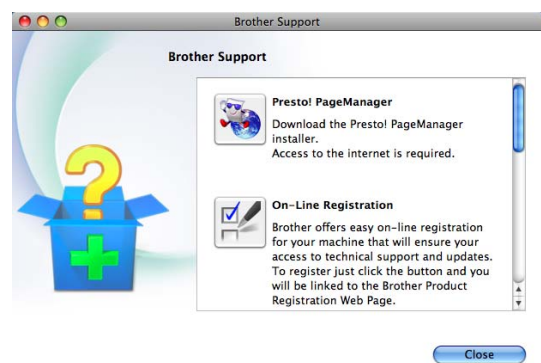 Brother Support
Brother Support
Presto! PageManager
Download the Presto! PageManager
installer.
Access to the internet is required.
On-Line Registration
Brother offers easy on-line registration
for your machine that will ensure your
access to technical support and updates.
To register just click the button and you
will be linked to the Brother Product
Registration Web Page.
Close